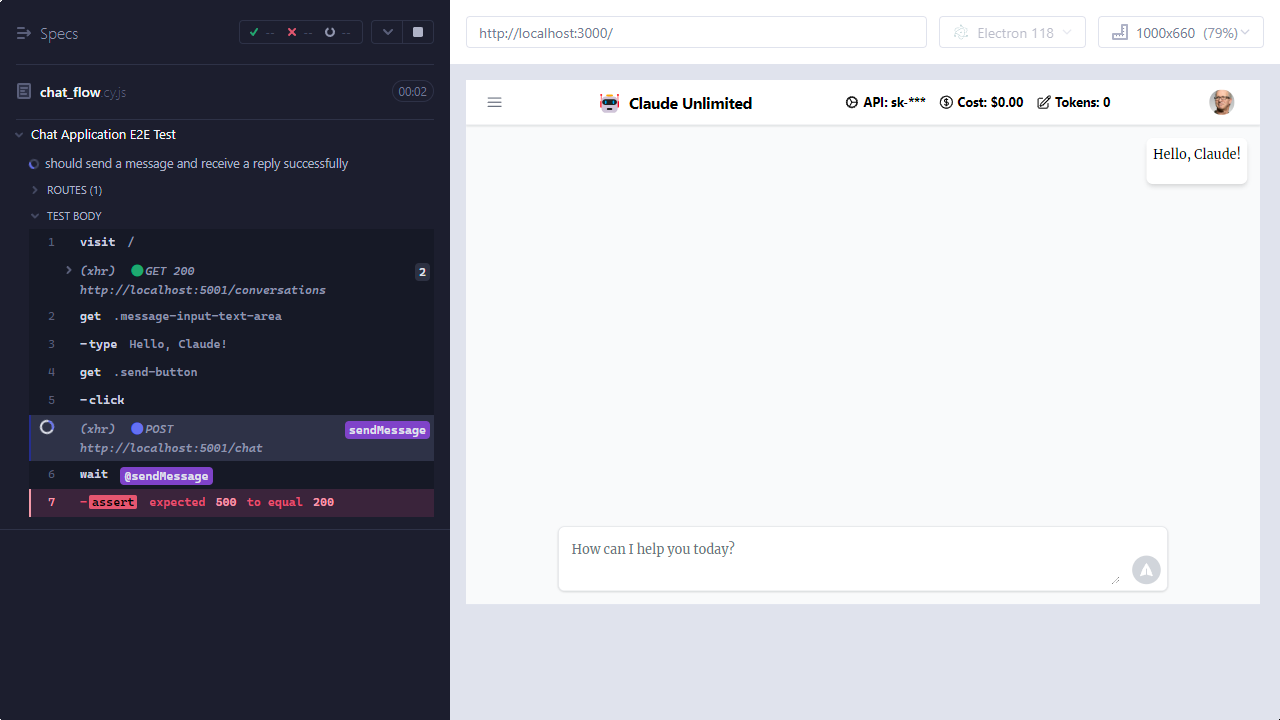 Specs
-- -- --
chat_flow.cy.js
00:02
Chat Application E2E Test
should send a message and receive a reply successfully
ROUTES (1)
TEST BODY
1 visit /
(xhr) GET 200
2
http://localhost:5001/conversations
2 get .message-input-text-area
3 -type Hello, Claude!
4 get .send-button
5 -click
(xhr) POST
sendMessage
http://localhost:5001/chat
6 wait @sendMessage
7 -assert expected 500 to equal 200
http://localhost:3000/
Electron 118
1000x660 (79%)
Claude Unlimited
API: sk-***
Cost: $0.00
Tokens: 0
Hello, Claude!
How can I help you today?